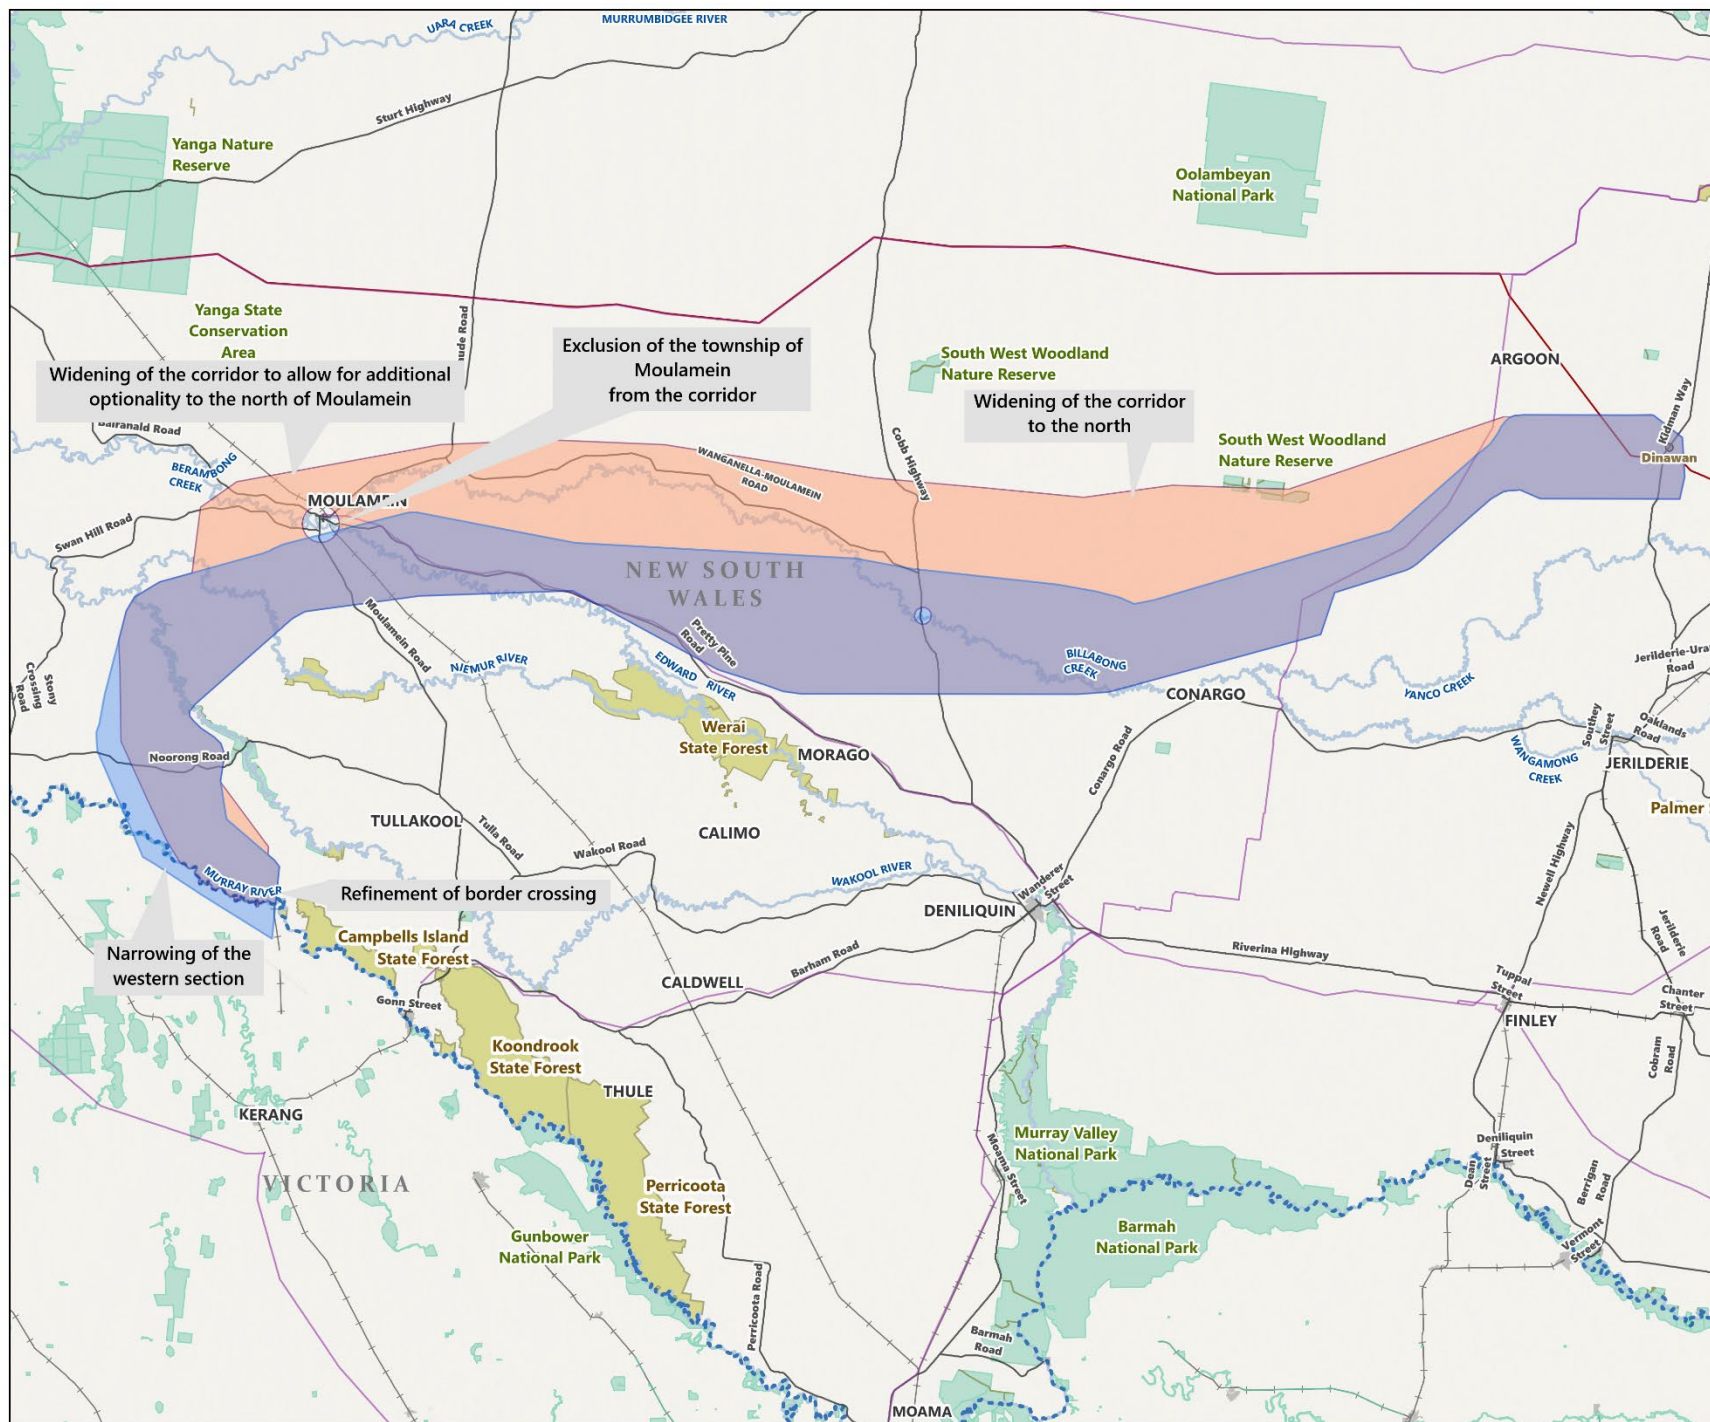 UARA CREEK
MURRUMBIDGEE RIVER
Sturt Highway
Yanga Nature
Reserve
Oolambeyan
National Park
Yanga State
Conservation
Area
Widening of the corridor to allow for additional
optionality to the north of Moulamein
Exclusion of the township of
Moulamein
from the corridor
South West Woodland
Nature Reserve
ARGOON
Widening of the corridor
to the north
South West Woodland
Nature Reserve
Kidman Way
Dinawan
Balranald Road
BERAMBONG
CREEK
Cobb Highway
WANGANELLA-MOULAMEIN
ROAD
MOULAMEIN
Swan Hill Road
NEW SOUTH
WALES
Moulamein Road
Pretty Pine
Road
NIEMUR RIVER
EDWARD RIVER
BILLABONG
CREEK
CONARGO
YANCO CREEK
Jerilderie-Ura
Road
Stony
Crossing
Road
Noorong Road
Werai
State Forest
MORAGO
Conargo Road
Southey
Street
Oaklands
Road
WANGAMONG
CREEK
JERILDERIE
Palmer
TULLAKOOL
Tulla Road
CALIMO
Wakool Road
WAKOOL RIVER
Newell Highway
MURRAY RIVER
Refinement of border crossing
Wanderer
Street
DENILIQUIN
Jerilderie
Road
Narrowing of the
western section
Campbells Island
State Forest
Barham Road
CALDWELL
Riverina Highway
Tuppal
Street
Chanter
Street
FINLEY
Gonn Street
Koondrook
State Forest
THULE
Cobram
Road
KERANG
Murray Valley
National Park
Moama Street
Deniliquin
Street
Dean
Street
Berrigan
Road
VICTORIA
Perricoota
State Forest
Gunbower
National Park
Barmah
National Park
Vermont
Street
Perricoota Road
Barmah
Road
MOAMA